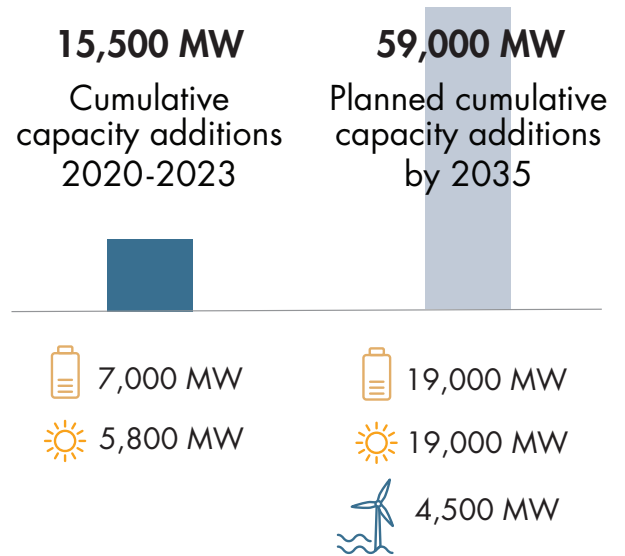 15,500 MW
Cumulative
capacity additions
2020-2023
59,000 MW
Planned cumulative
capacity additions
by 2035
7,000 MW
5,800 MW
19,000 MW
19,000 MW
4,500 MW